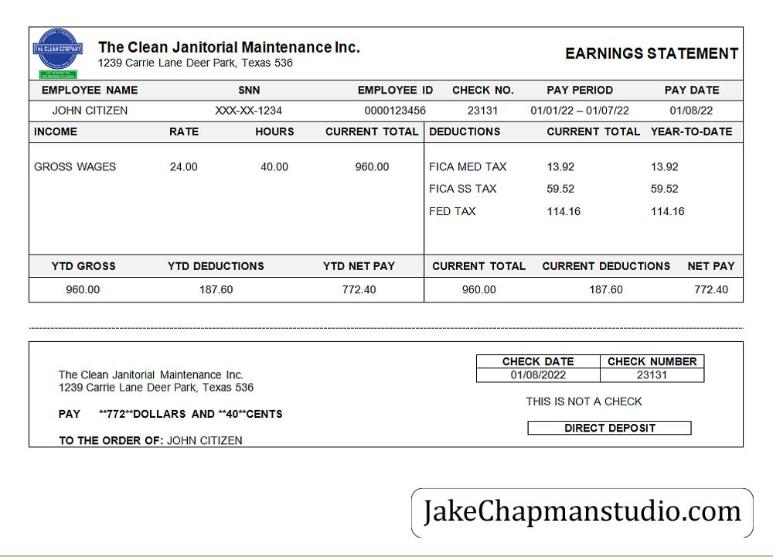 THE CLEAN COMPANY
The Clean Janitorial Maintenance Inc.
1239 Carrie Lane Deer Park, Texas 536
EARNINGS STATEMENT
EMPLOYEE NAME SNN EMPLOYEE ID CHECK NO. PAY PERIOD PAY DATE
JOHN CITIZEN XXX-XX-1234 0000123456 23131 01/01/22 – 01/07/22 01/08/22
INCOME RATE HOURS CURRENT TOTAL DEDUCTIONS CURRENT TOTAL YEAR-TO-DATE
GROSS WAGES 24.00 40.00 960.00 FICA MED TAX 13.92 13.92
FICA SS TAX 59.52 59.52
FED TAX 114.16 114.16
YTD GROSS YTD DEDUCTIONS YTD NET PAY CURRENT TOTAL CURRENT DEDUCTIONS NET PAY
960.00 187.60 772.40 960.00 187.60 772.40
CHECK DATE CHECK NUMBER
01/08/2022 23131
The Clean Janitorial Maintenance Inc.
1239 Carrie Lane Deer Park, Texas 536
THIS IS NOT A CHECK
PAY **772**DOLLARS AND **40**CENTS
DIRECT DEPOSIT
TO THE ORDER OF: JOHN CITIZEN
JakeChapmanstudio.com